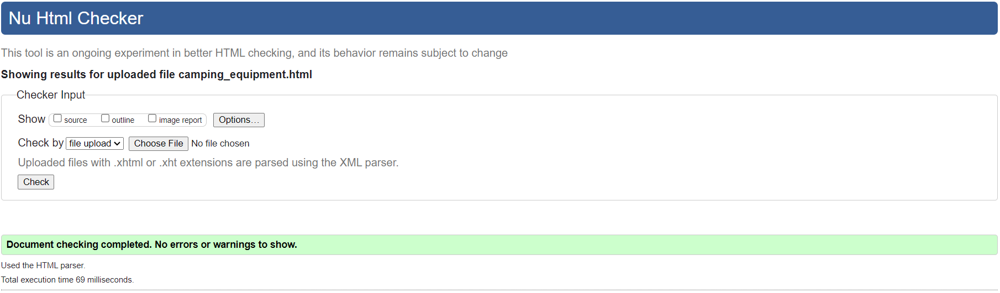 Nu Html Checker
This tool is an ongoing experiment in better HTML checking, and its behavior remains subject to change
Showing results for uploaded file camping_equipment.html
Checker Input
Show source outline image report Options...
Check by file upload Choose File No file chosen
Uploaded files with .xhtml or .xht extensions are parsed using the XML parser.
Check
Document checking completed. No errors or warnings to show.
Used the HTML parser.
Total execution time 69 milliseconds.